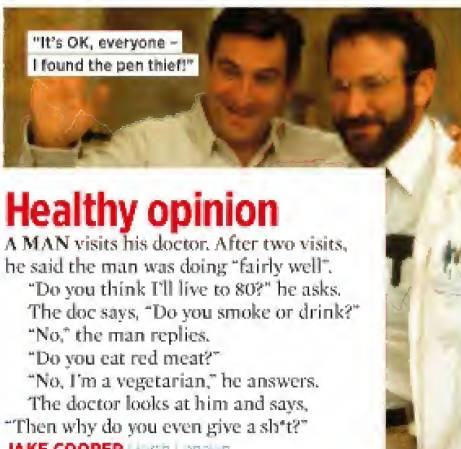 "It's OK, everyone –
I found the pen thief!"
Healthy opinion
A MAN visits his doctor. After two visits,
he said the man was doing "fairly well".
"Do you think I'll live to 80?" he asks.
The doc says, "Do you smoke or drink?"
"No," the man replies.
"Do you eat red meat?"
"No, I'm a vegetarian," he answers.
The doctor looks at him and says,
"Then why do you even give a sh*t?"
JAKE COOPER